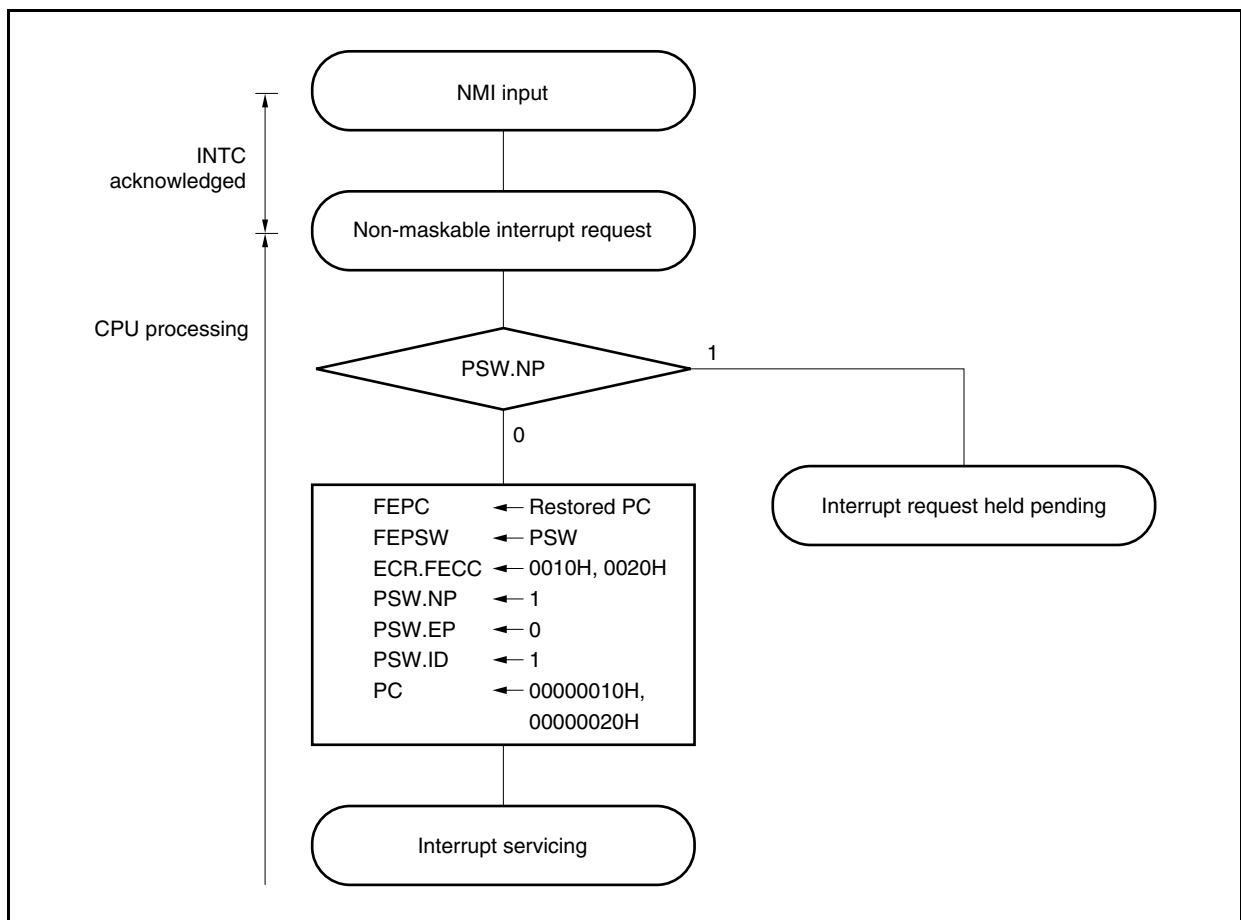 NMI input
INTC
acknowledged
Non-maskable interrupt request
CPU processing
PSW.NP
1
0
FEPC ← Restored PC
FEPSW ← PSW
ECR.FECC ← 0010H, 0020H
PSW.NP ← 1
PSW.EP ← 0
PSW.ID ← 1
PC ← 00000010H,
00000020H
Interrupt request held pending
Interrupt servicing